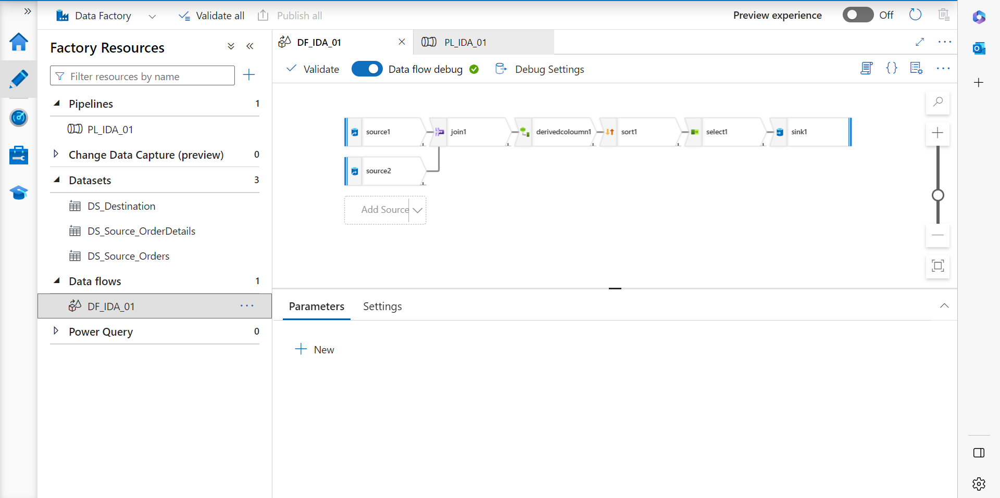 Data Factory
Validate all
Publish all
Preview experience
Off
Factory Resources
Filter resources by name
Pipelines 1
PL_IDA_01
Change Data Capture (preview) 0
Datasets 3
DS_Destination
DS_Source_OrderDetails
DS_Source_Orders
Data flows 1
DF_IDA_01
Power Query 0
DF_IDA_01
PL_IDA_01
Validate
Data flow debug
Debug Settings
source1
join1
derivedcoloumn1
sort1
select1
sink1
source2
Add Source
Parameters
Settings
New